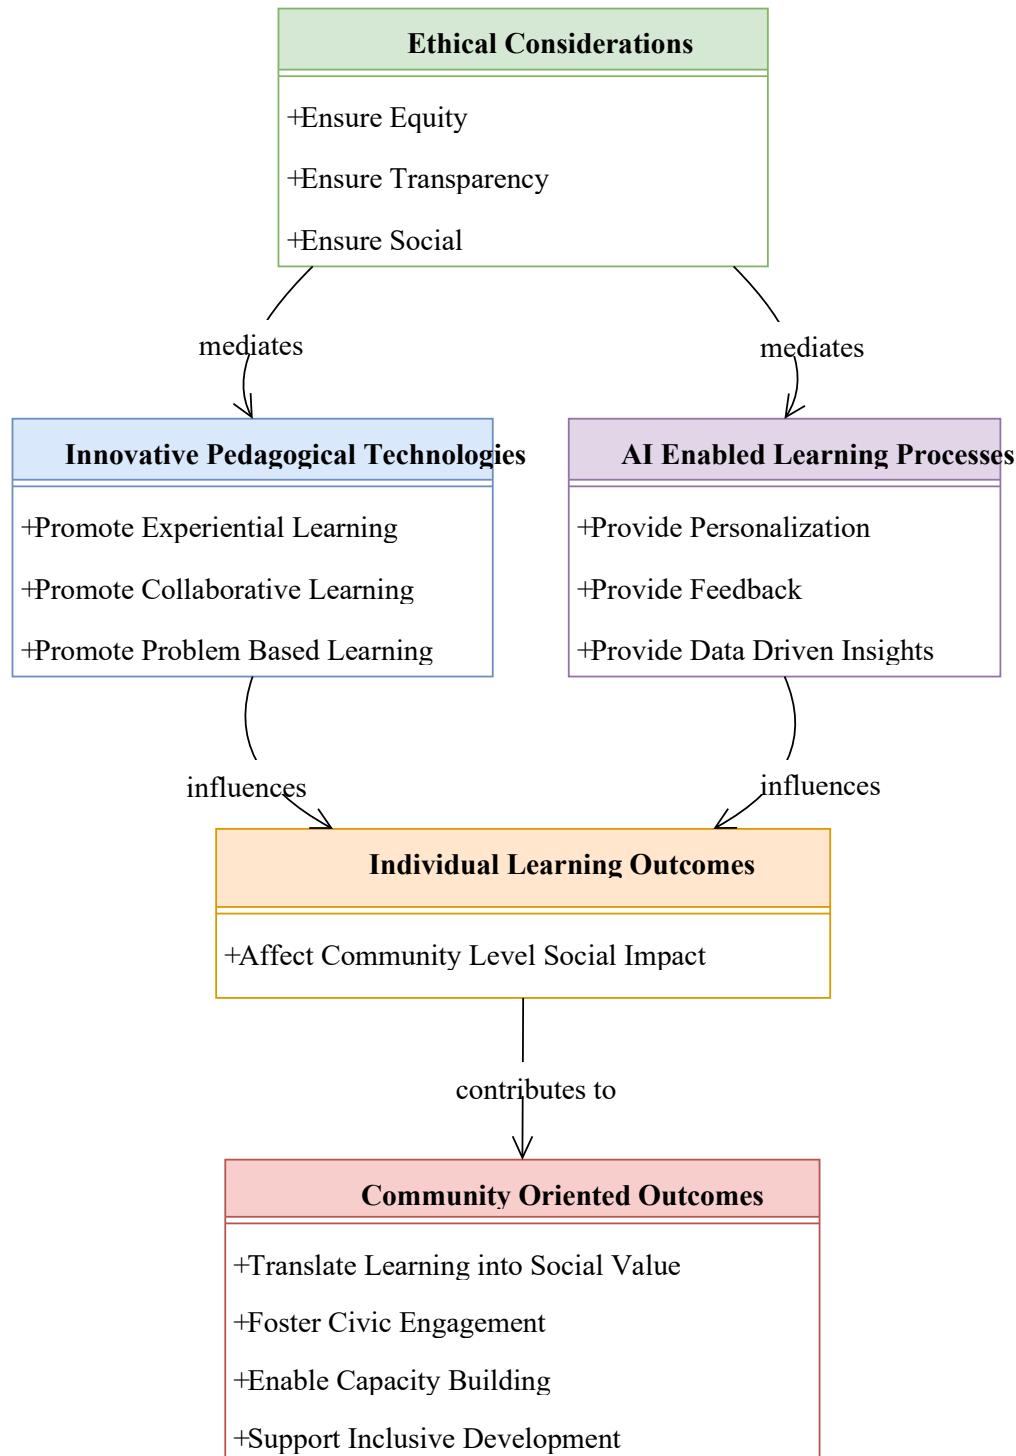 Ethical Considerations
+Ensure Equity
+Ensure Transparency
+Ensure Social
mediates
mediates
Innovative Pedagogical Technologies
+Promote Experiential Learning
+Promote Collaborative Learning
+Promote Problem Based Learning
AI Enabled Learning Processes
+Provide Personalization
+Provide Feedback
+Provide Data Driven Insights
influences
influences
Individual Learning Outcomes
+Affect Community Level Social Impact
contributes to
Community Oriented Outcomes
+Translate Learning into Social Value
+Foster Civic Engagement
+Enable Capacity Building
+Support Inclusive Development